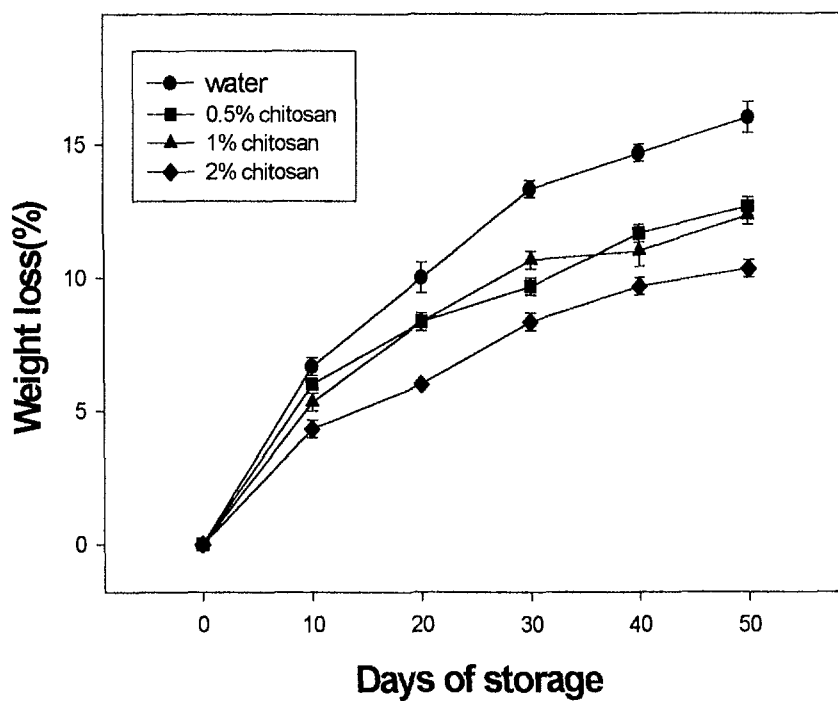 water
0.5% chitosan
1% chitosan
2% chitosan
Weight loss(%)
15
10
5
0
0 10 20 30 40 50
Days of storage